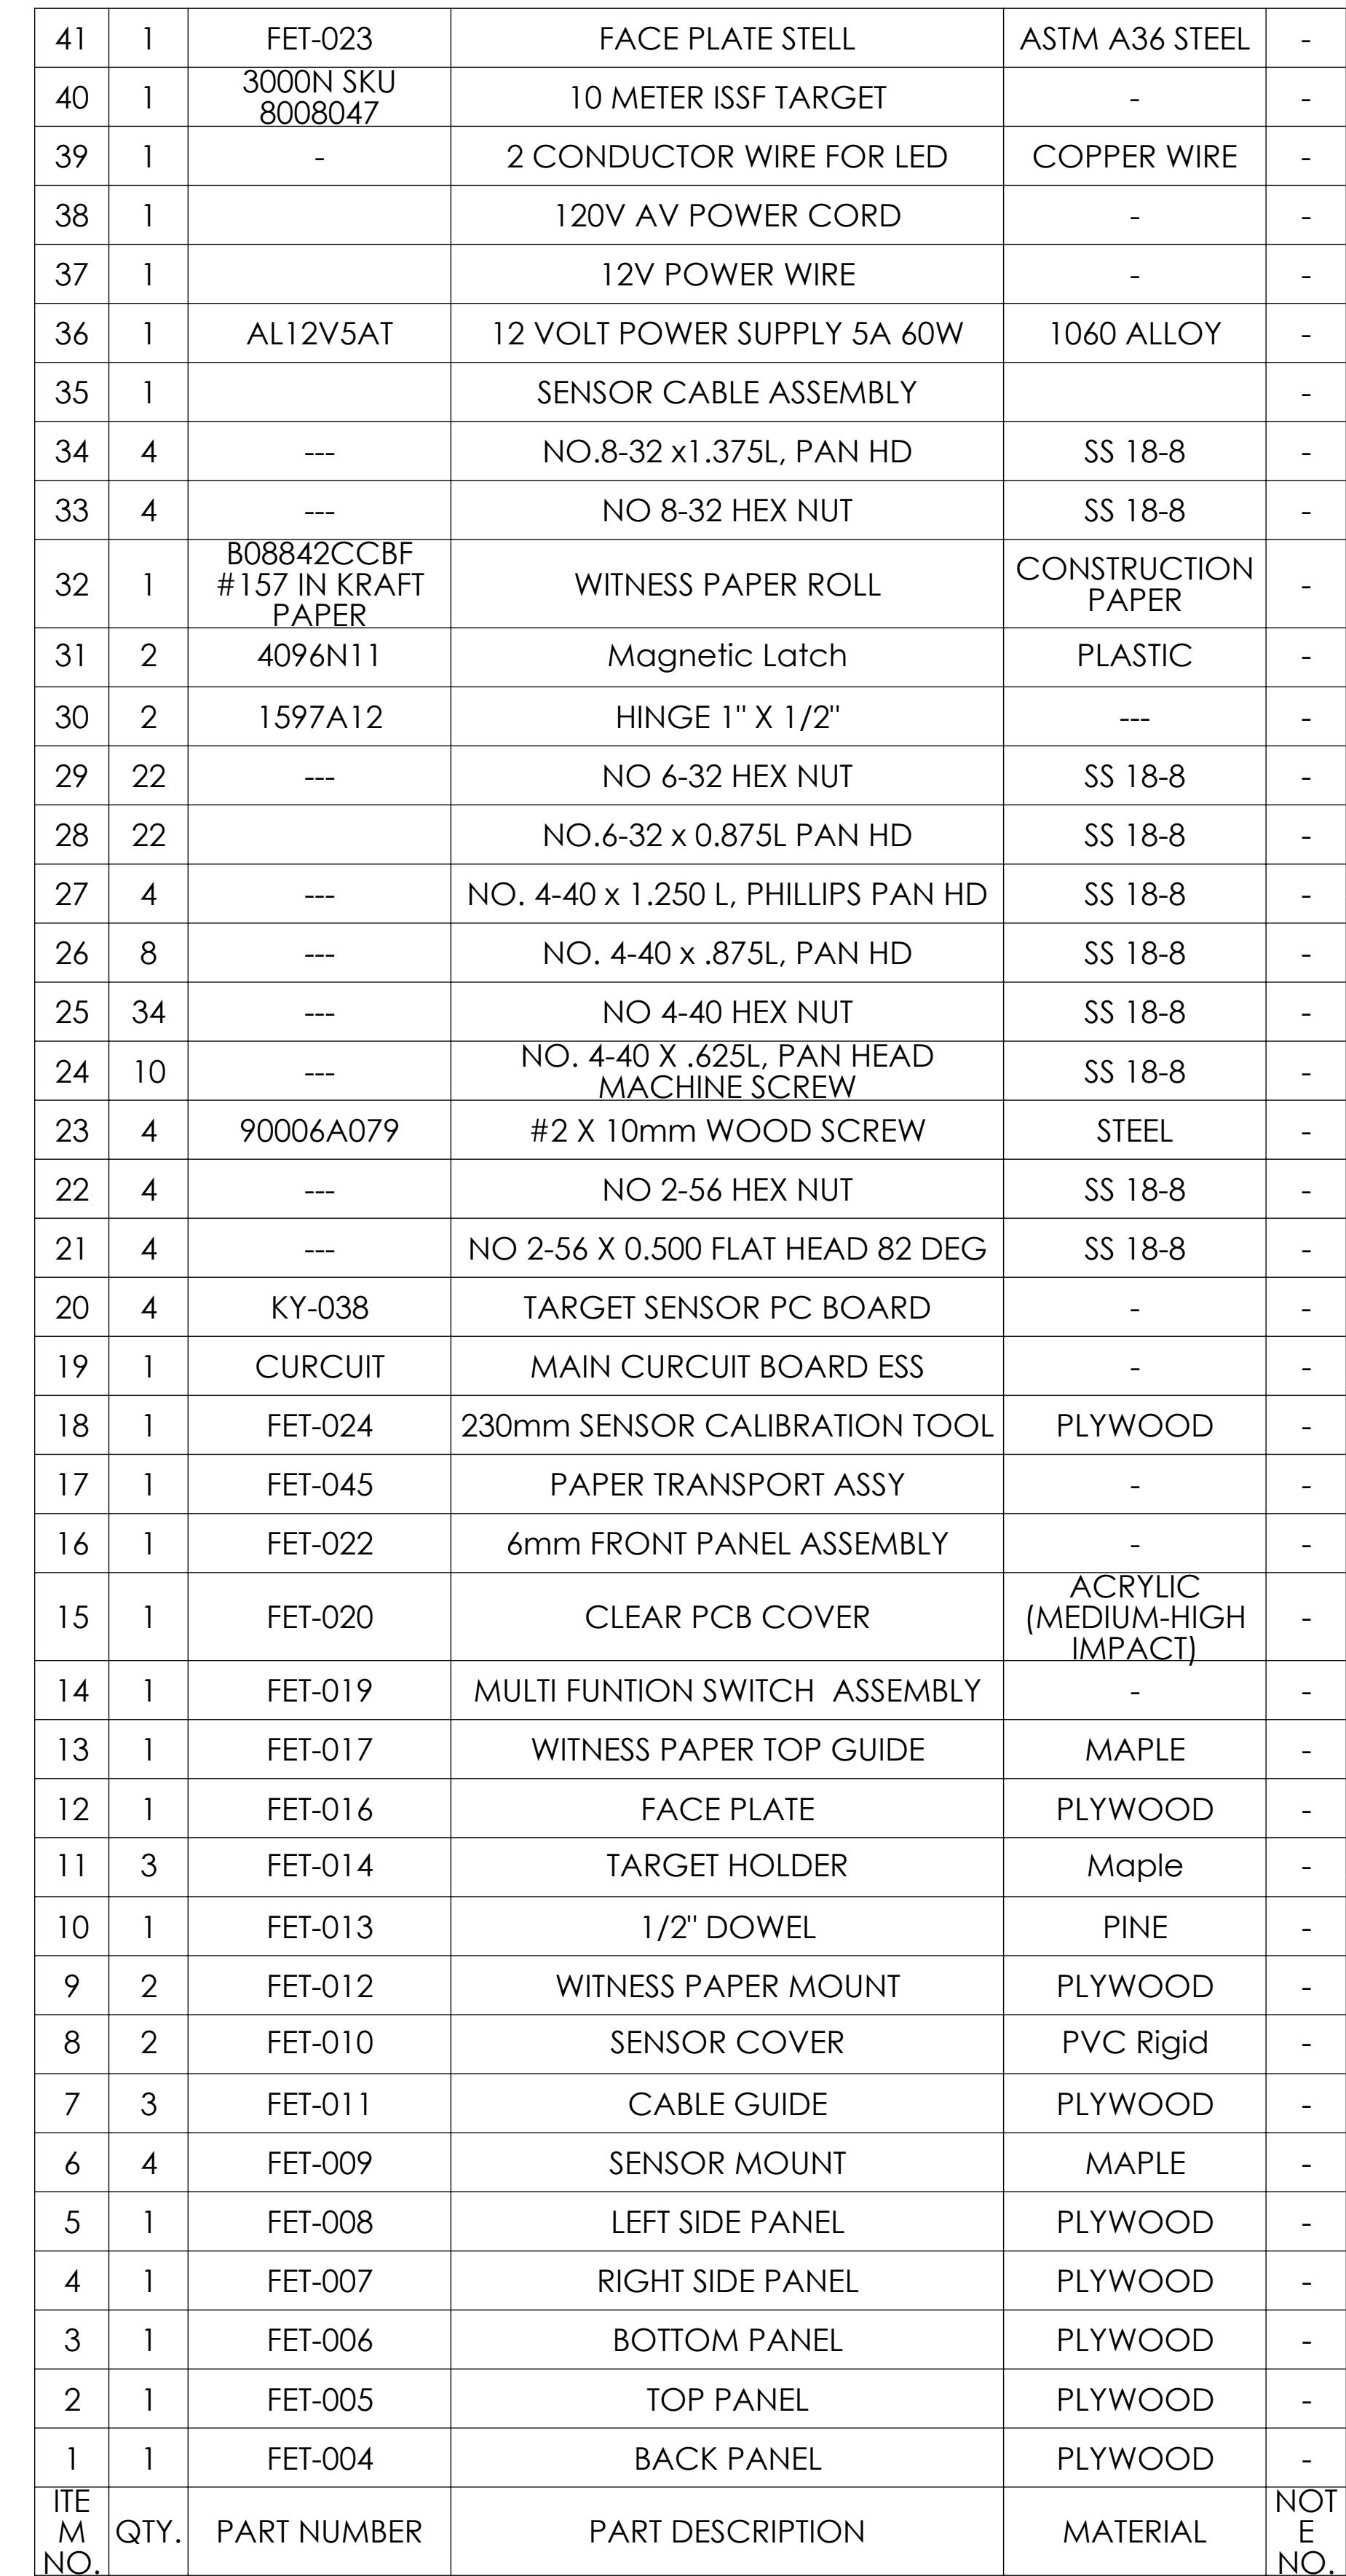 41 1 FET-023 FACE PLATE STELL ASTM A36 STEEL -
40 1 3000N SKU 8008047 10 METER ISSF TARGET - -
39 1 - 2 CONDUCTOR WIRE FOR LED COPPER WIRE -
38 1 120V AV POWER CORD - -
37 1 12V POWER WIRE - -
36 1 AL12V5AT 12 VOLT POWER SUPPLY 5A 60W 1060 ALLOY -
35 1 SENSOR CABLE ASSEMBLY -
34 4 --- NO.8-32 x1.375L, PAN HD SS 18-8 -
33 4 --- NO 8-32 HEX NUT SS 18-8 -
32 1 B08842CCBF #157 IN KRAFT PAPER WITNESS PAPER ROLL CONSTRUCTION PAPER -
31 2 4096N11 Magnetic Latch PLASTIC -
30 2 1597A12 HINGE 1" X 1/2" --- -
29 22 --- NO 6-32 HEX NUT SS 18-8 -
28 22 NO.6-32 x 0.875L PAN HD SS 18-8 -
27 4 --- NO. 4-40 x 1.250 L, PHILLIPS PAN HD SS 18-8 -
26 8 --- NO. 4-40 x .875L, PAN HD SS 18-8 -
25 34 --- NO 4-40 HEX NUT SS 18-8 -
24 10 --- NO. 4-40 X .625L, PAN HEAD MACHINE SCREW SS 18-8 -
23 4 90006A079 #2 X 10mm WOOD SCREW STEEL -
22 4 --- NO 2-56 HEX NUT SS 18-8 -
21 4 --- NO 2-56 X 0.500 FLAT HEAD 82 DEG SS 18-8 -
20 4 KY-038 TARGET SENSOR PC BOARD - -
19 1 CURCUIT MAIN CURCUIT BOARD ESS - -
18 1 FET-024 230mm SENSOR CALIBRATION TOOL PLYWOOD -
17 1 FET-045 PAPER TRANSPORT ASSY - -
16 1 FET-022 6mm FRONT PANEL ASSEMBLY - -
15 1 FET-020 CLEAR PCB COVER ACRYLIC (MEDIUM-HIGH IMPACT) -
14 1 FET-019 MULTI FUNTION SWITCH ASSEMBLY - -
13 1 FET-017 WITNESS PAPER TOP GUIDE MAPLE -
12 1 FET-016 FACE PLATE PLYWOOD -
11 3 FET-014 TARGET HOLDER Maple -
10 1 FET-013 1/2" DOWEL PINE -
9 2 FET-012 WITNESS PAPER MOUNT PLYWOOD -
8 2 FET-010 SENSOR COVER PVC Rigid -
7 3 FET-011 CABLE GUIDE PLYWOOD -
6 4 FET-009 SENSOR MOUNT MAPLE -
5 1 FET-008 LEFT SIDE PANEL PLYWOOD -
4 1 FET-007 RIGHT SIDE PANEL PLYWOOD -
3 1 FET-006 BOTTOM PANEL PLYWOOD -
2 1 FET-005 TOP PANEL PLYWOOD -
1 1 FET-004 BACK PANEL PLYWOOD -
ITE M NO. QTY. PART NUMBER PART DESCRIPTION MATERIAL NOT E NO.